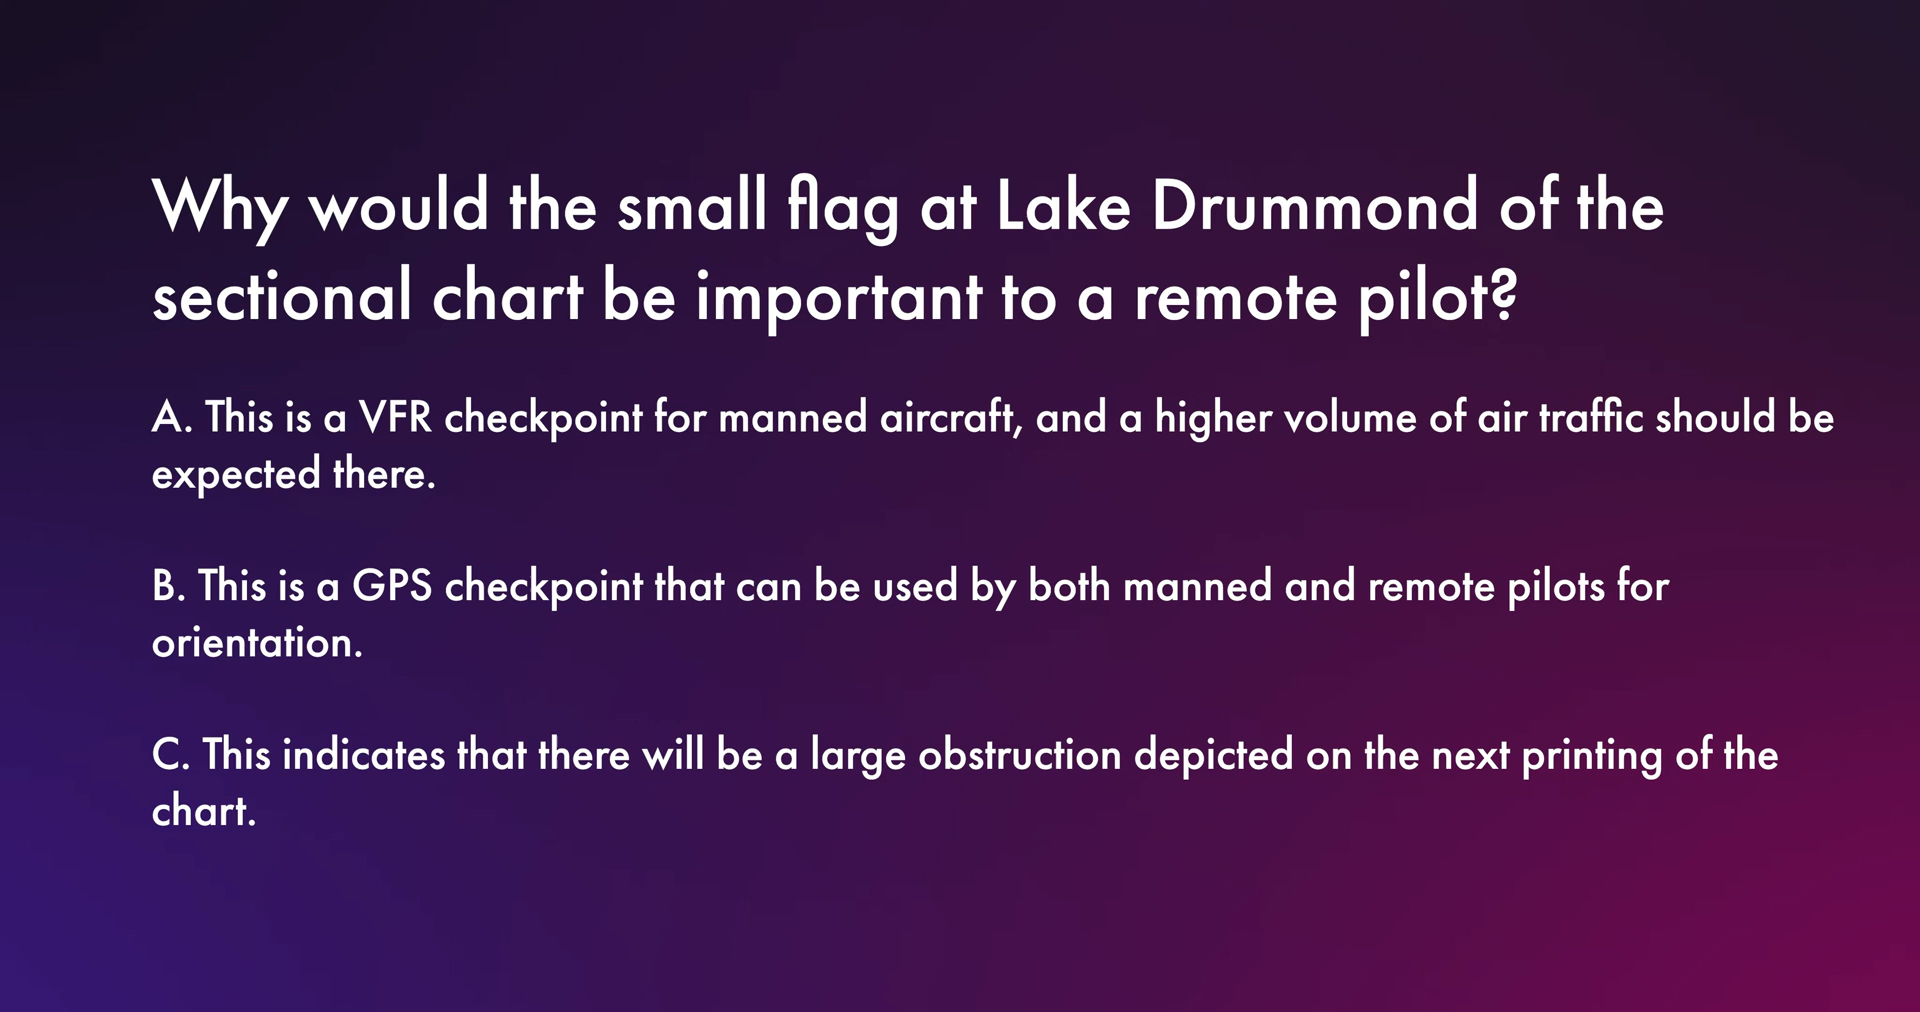 Why would the small flag at Lake Drummond of the
sectional chart be important to a remote pilot?
A. This is a VFR checkpoint for manned aircraft, and a higher volume of air traffic should be
expected there.
B. This is a GPS checkpoint that can be used by both manned and remote pilots for
orientation.
C. This indicates that there will be a large obstruction depicted on the next printing of the
chart.